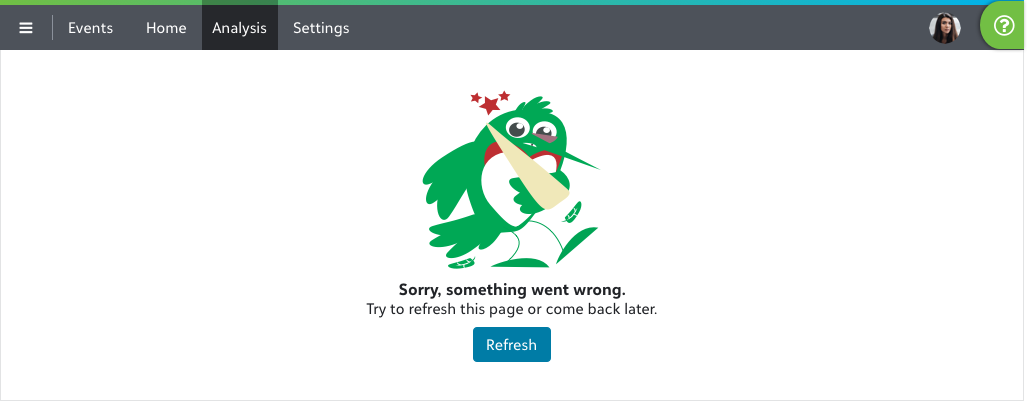 Events Home Analysis Settings
Sorry, something went wrong.
Try to refresh this page or come back later.
Refresh